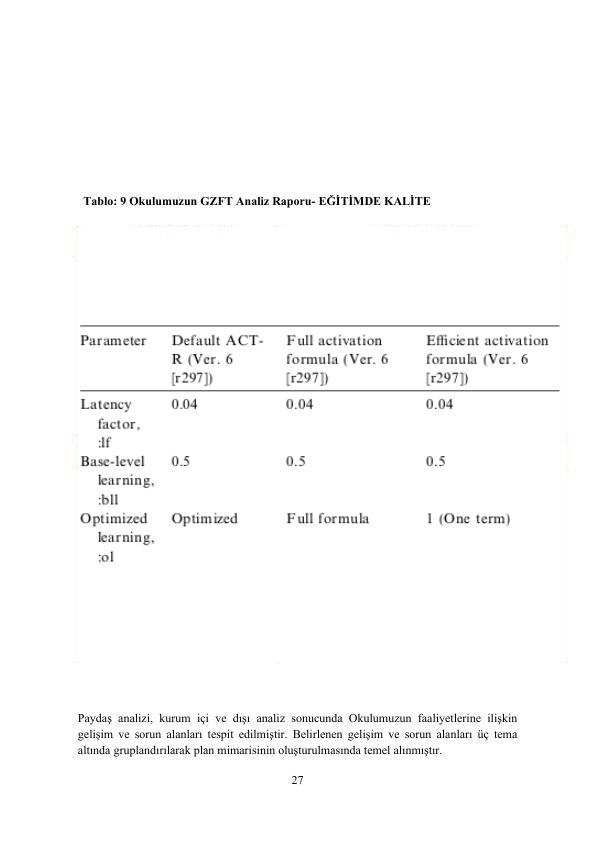 Tablo: 9 Okulumuzun GZFT Analiz Raporu- EĞİTİMDE KALİTE
Parameter Default ACT- Full activation Efficient activation
R (Ver. 6 formula (Ver. 6 formula (Ver. 6
[r297]) [r297]) [r297])
Latency 0.04 0.04 0.04
factor,
:lf
Base-level 0.5 0.5 0.5
learning,
:bll
Optimized Optimized Full formula 1 (One term)
learning,
:ol
Paydaş analizi, kurum içi ve dışı analiz sonucunda Okulumuzun faaliyetlerine ilişkin
gelişim ve sorun alanları tespit edilmiştir. Belirlenen gelişim ve sorun alanları üç tema
altında gruplandırılarak plan mimarisinin oluşturulmasında temel alınmıştır.
27